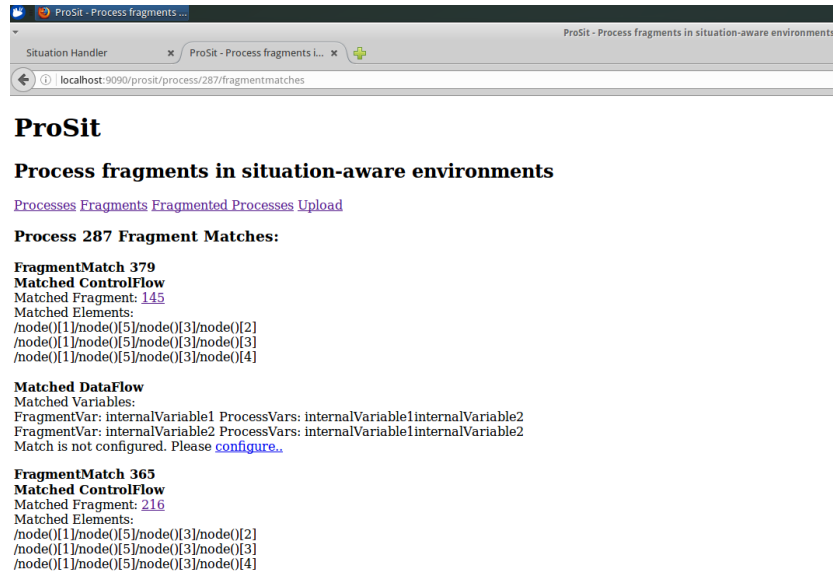 ProSit - Process fragments ...
ProSit - Process fragments in situation-aware environments
Situation Handler
ProSit - Process fragments i...
localhost:9090/prosit/process/287/fragmentmatches
ProSit
Process fragments in situation-aware environments
Processes Fragments Fragmented Processes Upload
Process 287 Fragment Matches:
FragmentMatch 379
Matched ControlFlow
Matched Fragment: 145
Matched Elements:
/node()[1]/node()[5]/node()[3]/node()[2]
/node()[1]/node()[5]/node()[3]/node()[3]
/node()[1]/node()[5]/node()[3]/node()[4]
Matched DataFlow
Matched Variables:
FragmentVar: internalVariable1 ProcessVars: internalVariable1internalVariable2
FragmentVar: internalVariable2 ProcessVars: internalVariable1internalVariable2
Match is not configured. Please configure..
FragmentMatch 365
Matched ControlFlow
Matched Fragment: 216
Matched Elements:
/node()[1]/node()[5]/node()[3]/node()[2]
/node()[1]/node()[5]/node()[3]/node()[3]
/node()[1]/node()[5]/node()[3]/node()[4]